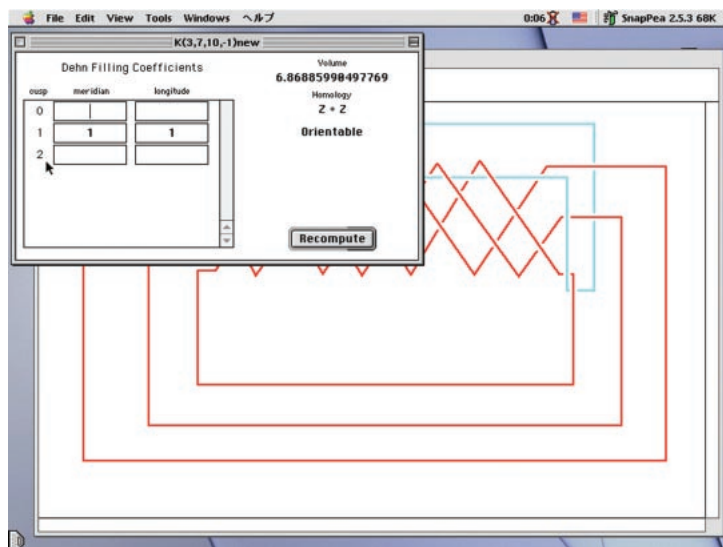 File Edit View Tools Windows ヘルプ 0:06 SnapPea 2.5.3 68K
K(3,7,10,-1)new
Dehn Filling Coefficients
cusp meridian longitude
0
1 1 1
2
Volume
6.86885990497769
Homology
Z + Z
Orientable
Recompute